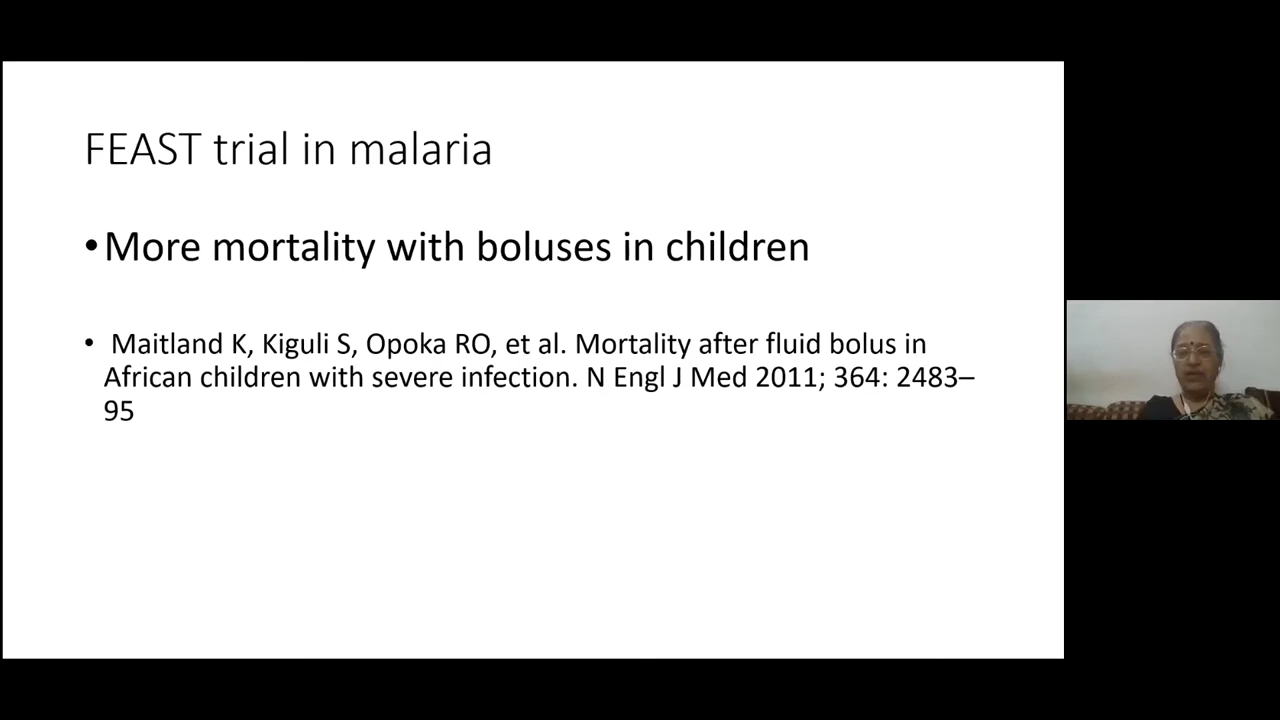 FEAST trial in malaria
•More mortality with boluses in children
• Maitland K, Kiguli S, Opoka RO, et al. Mortality after fluid bolus in
African children with severe infection. N Engl J Med 2011; 364: 2483–
95